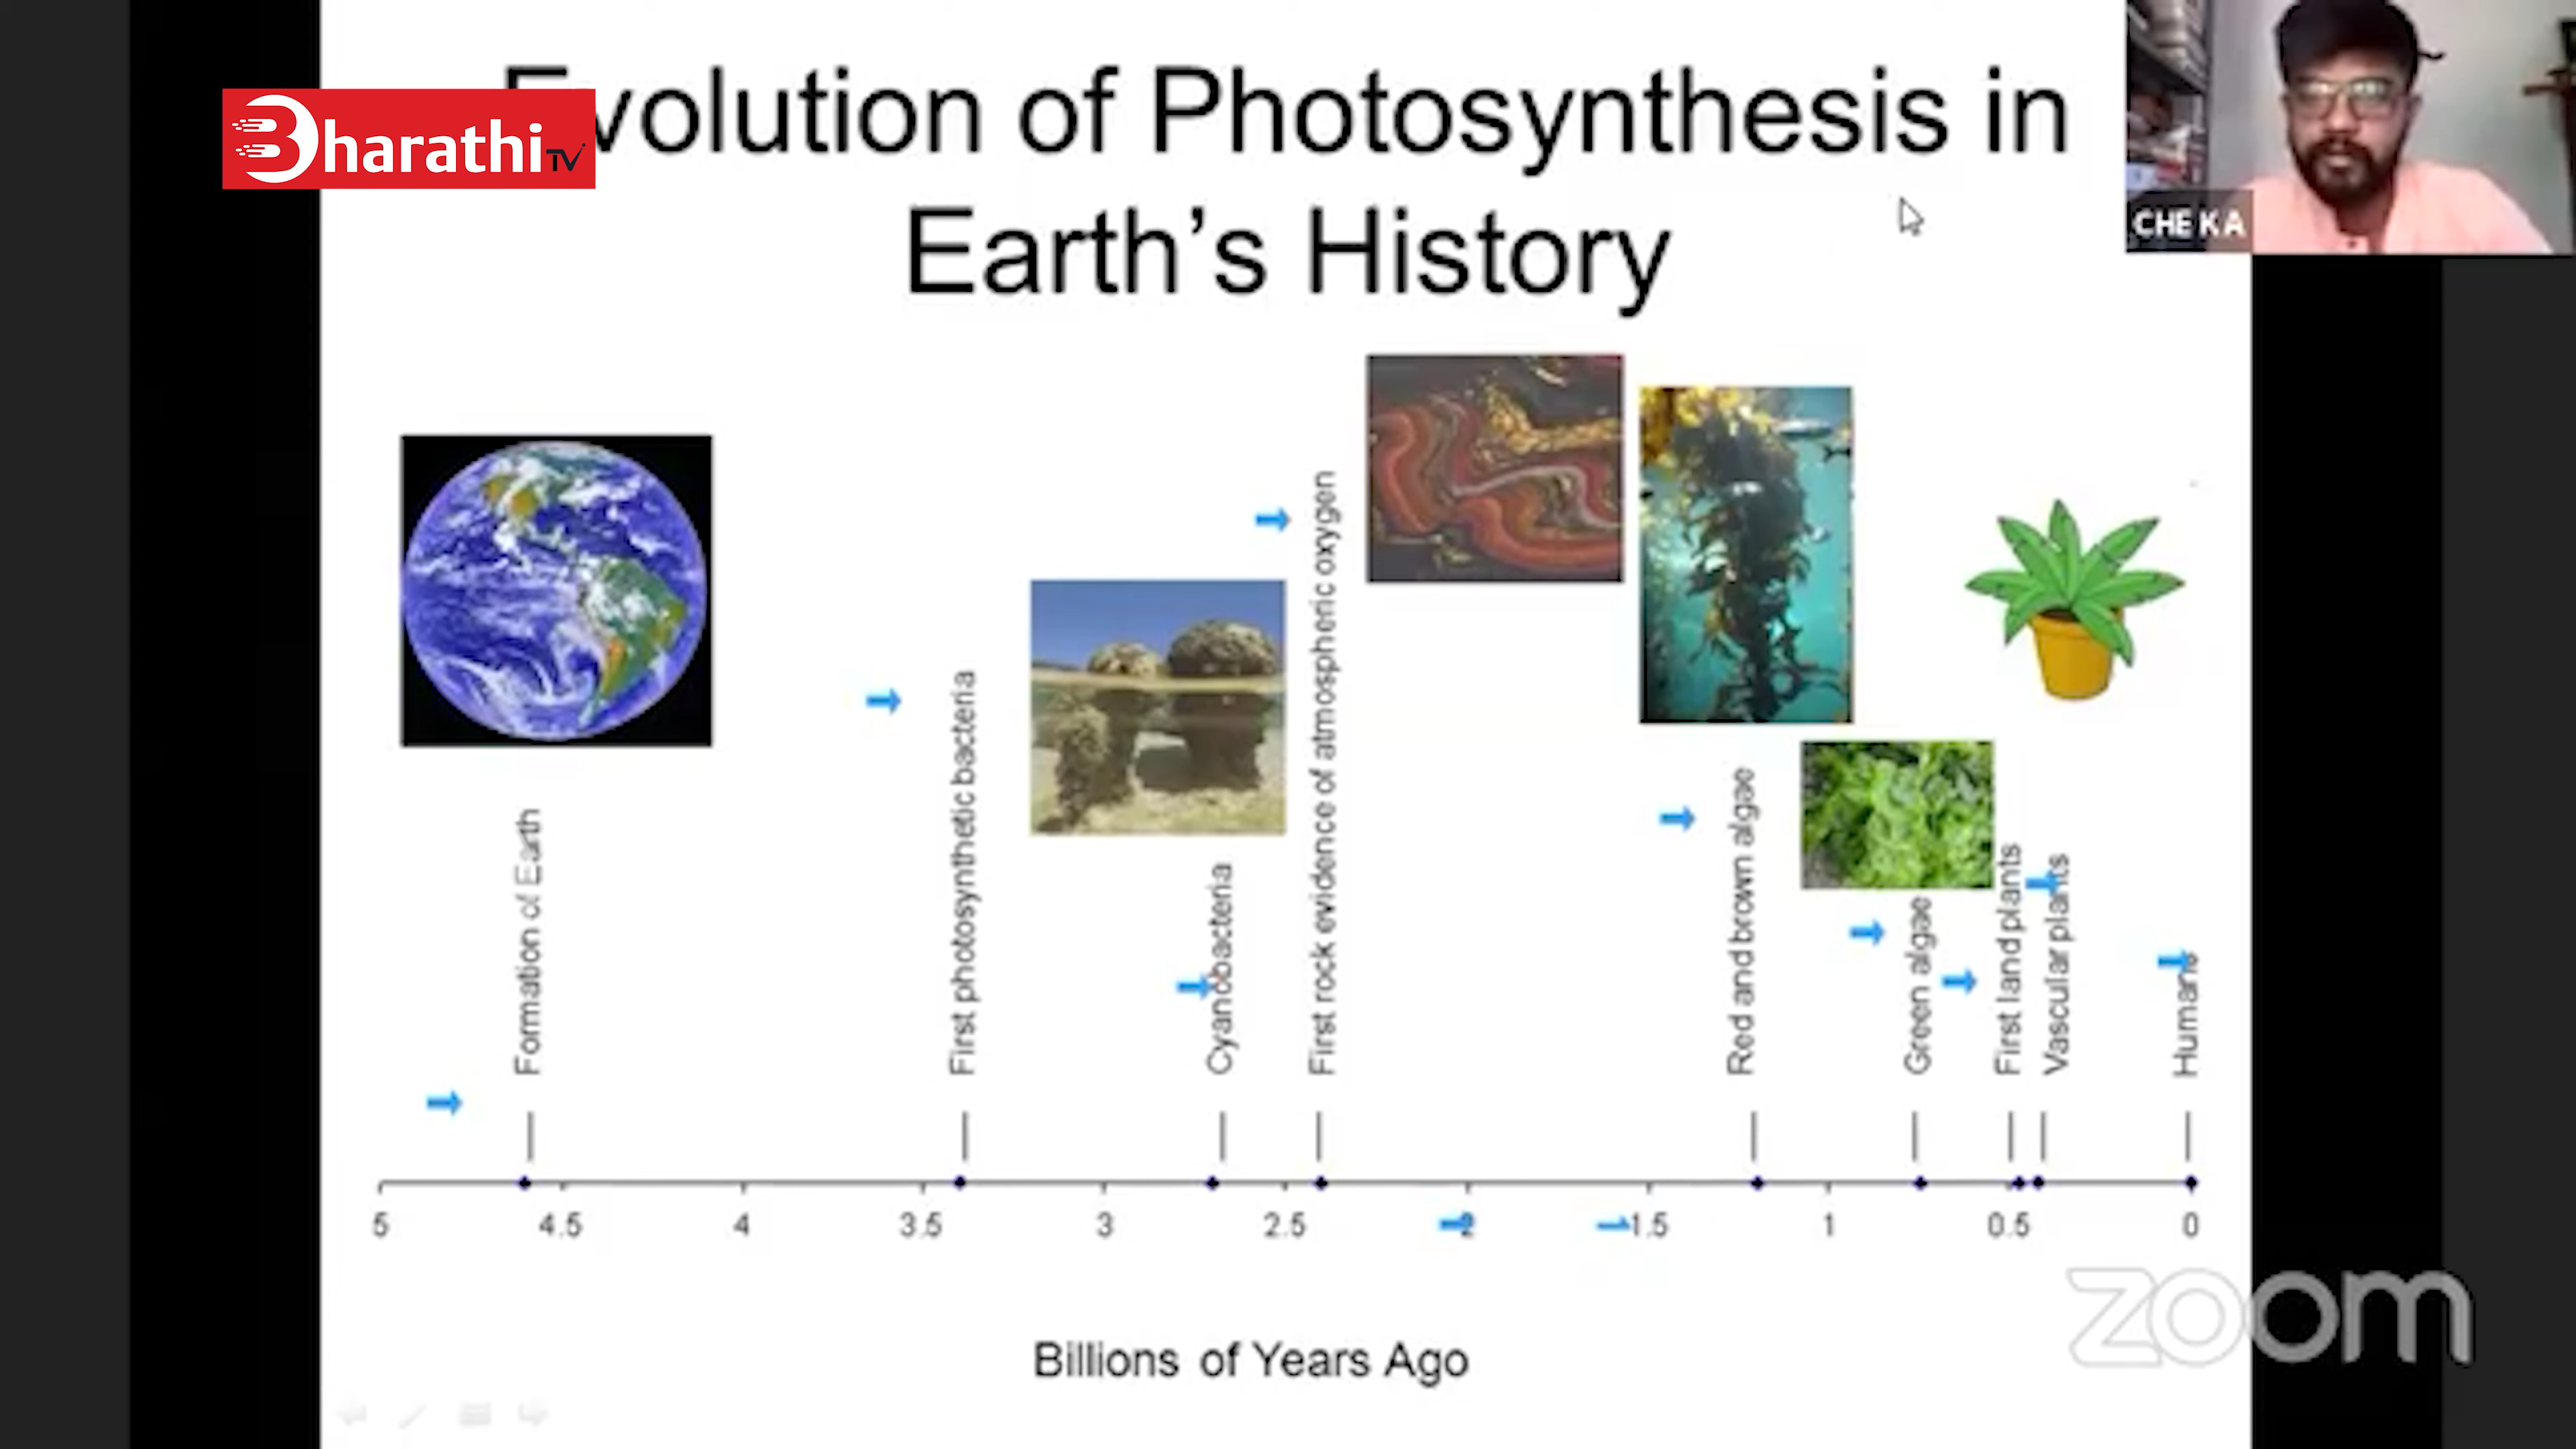 Evolution of Photosynthesis in
Earth's History
Bharathi TV
CHE K A
Formation of Earth
First photosynthetic bacteria
Cyanobacteria
First rock evidence of atmospheric oxygen
Red and brown algae
Green algae
First land plants
Vascular plants
Humans
5 4.5 4 3.5 3 2.5 2 1.5 1 0.5 0
Billions of Years Ago
zoom